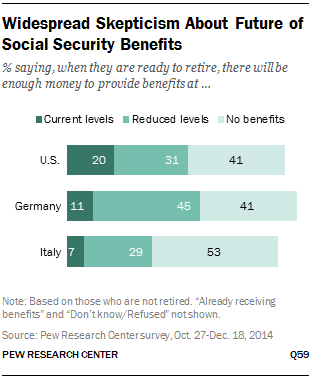 Widespread Skepticism About Future of
Social Security Benefits
% saying, when they are ready to retire, there will be
enough money to provide benefits at ...
Current levels Reduced levels No benefits
U.S. 20 31 41
Germany 11 45 41
Italy 7 29 53
Note: Based on those who are not retired. “Already receiving
benefits” and “Don’t know/Refused” not shown.
Source: Pew Research Center survey, Oct. 27-Dec. 18, 2014
PEW RESEARCH CENTER Q59